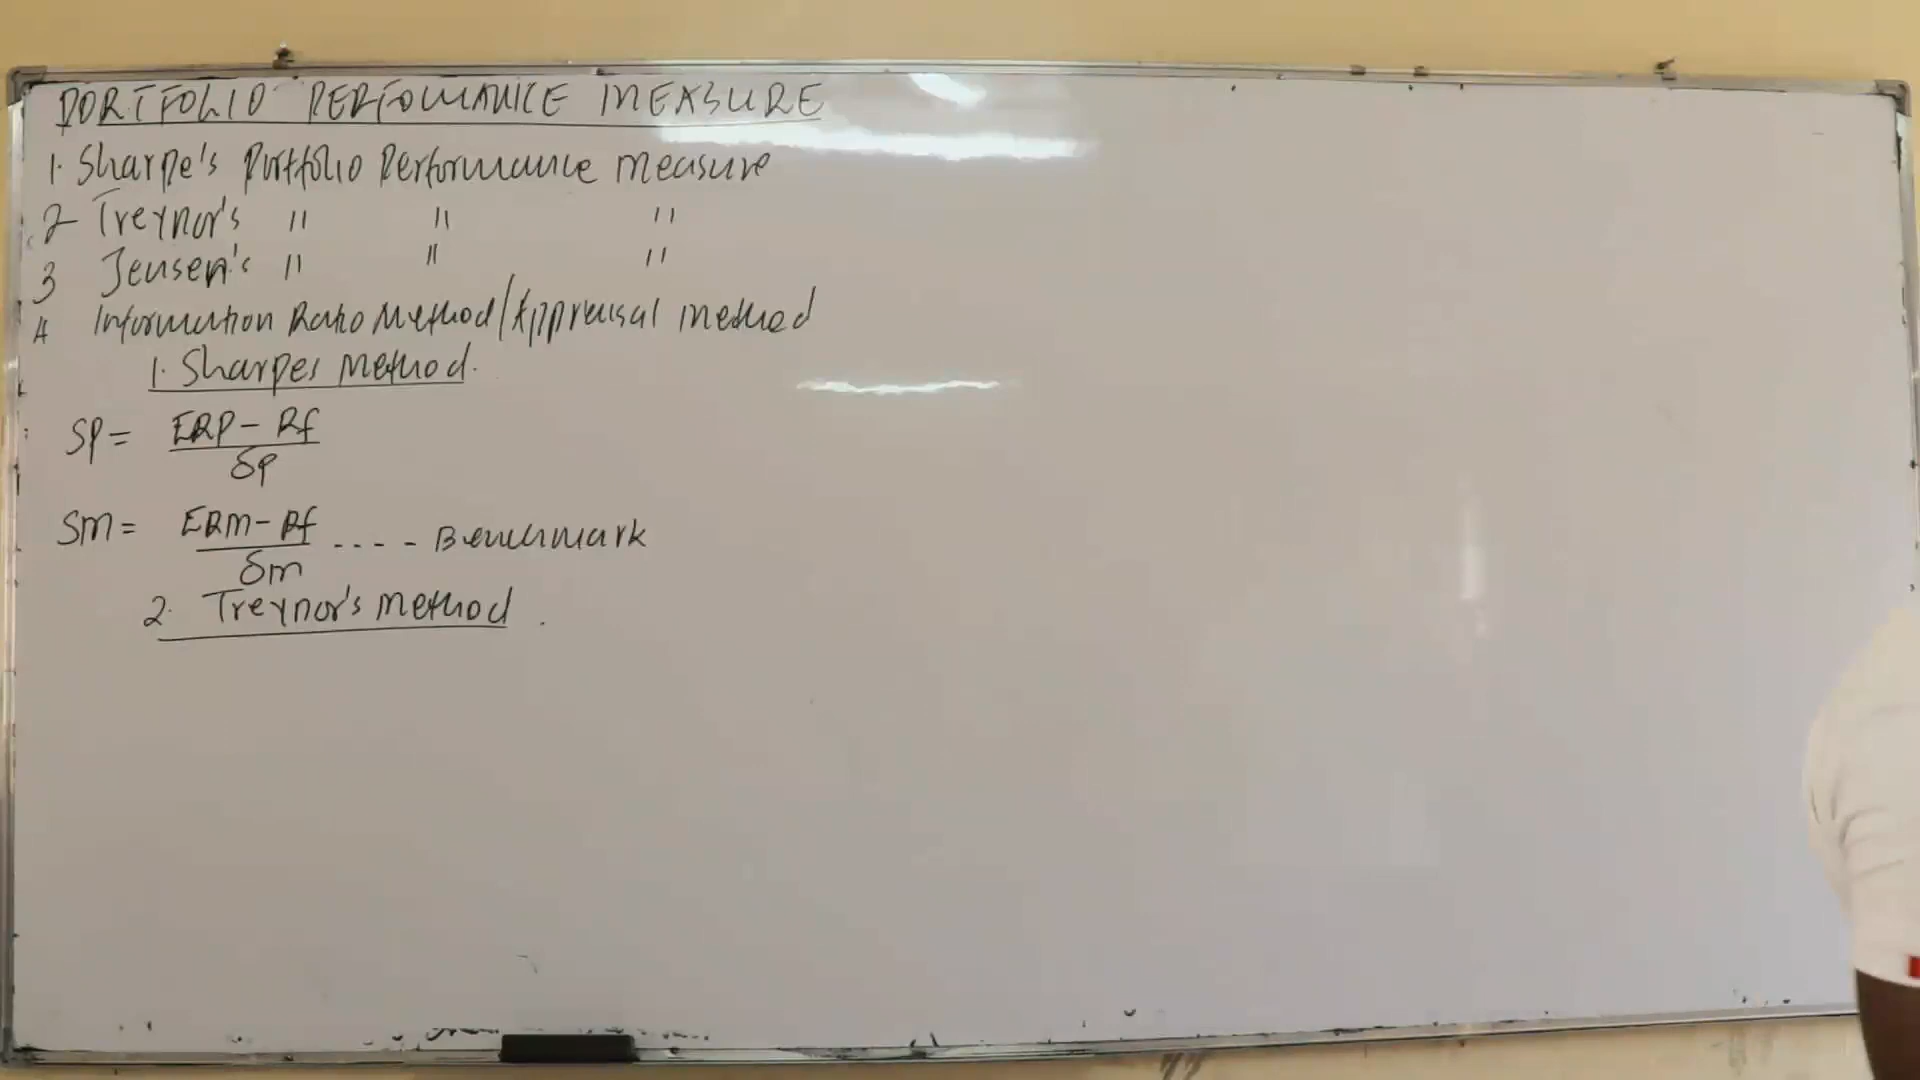 PORTFOLIO PERFOMANCE MEASURE
1. Sharpe's Portfolio Performance measure
2 Treynor's " " "
3 Jensen's " " "
4 Information Ratio Method/Appraisal method
1. Sharpes Method.
SP = ERP - Rf
δp
SM = ERM - Rf .... Benchmark
δm
2. Treynor's method.